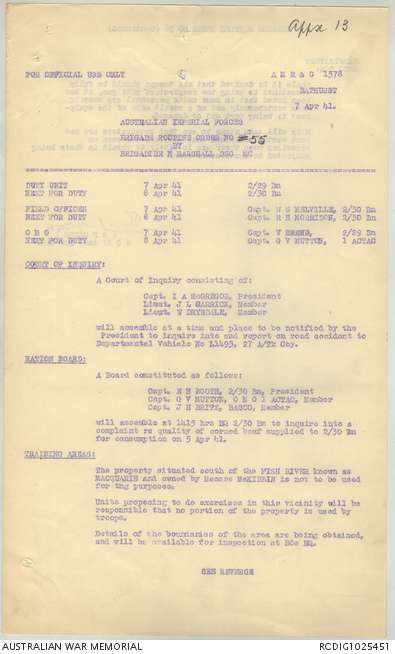 Appx 13
FOR OFFICIAL USE ONLY A E R & G 1578
BATHURST
7 Apr 41.
AUSTRALIAN IMPERIAL FORCES
BRIGADE ROUTINE ORDER NO 55
BY
BRIGADIER H MARSHALL DSO MC
DUTY UNIT 7 Apr 41 2/29 Bn
NEXT FOR DUTY 8 Apr 41 2/30 Bn
FIELD OFFICER 7 Apr 41 Capt. W S MELVILLE, 2/30 Bn
NEXT FOR DUTY 8 Apr 41 Capt. R H HOWLDON, 2/30 Bn
O M O 7 Apr 41 Capt. V 2/29 Bn
NEXT FOR DUTY 8 Apr 41 Capt. G V HUTTON, 1 ACTAC
COURT OF INQUIRY:
A Court of Inquiry consisting of:
Capt. I A McGREGOR, President
Lieut. J L GARRICK, Member
Lieut. W DRYSDALE, Member
will assemble at a time and place to be notified by the
President to inquire into and report on road accident to
Departmental Vehicle No L1493, 27 A/Tk Coy.
RATION BOARD:
A Board constituted as follows:
Capt. N H BOOTH, 2/30 Bn, President
Capt. G V HUTTON, O M O 1 ACTAC, Member
Capt. J H BRITZ, BASCO, Member
will assemble at 1415 hrs HQ 2/30 Bn to inquire into a
complaint re quality of corned beef supplied to 2/30 Bn
for consumption on 5 Apr 41.
TRAINING AREAS:
The property situated south of the FISH RIVER known as
MACQUARIE and owned by Messrs McKIBBIN is not to be used
for tng purposes.
Units proposing to do exercises in this vicinity will be
responsible that no portion of the property is used by
troops.
Details of the boundaries of the area are being obtained,
and will be available for inspection at Bde HQ.
SEE REVERSE
AUSTRALIAN WAR MEMORIAL RCDIG1025451